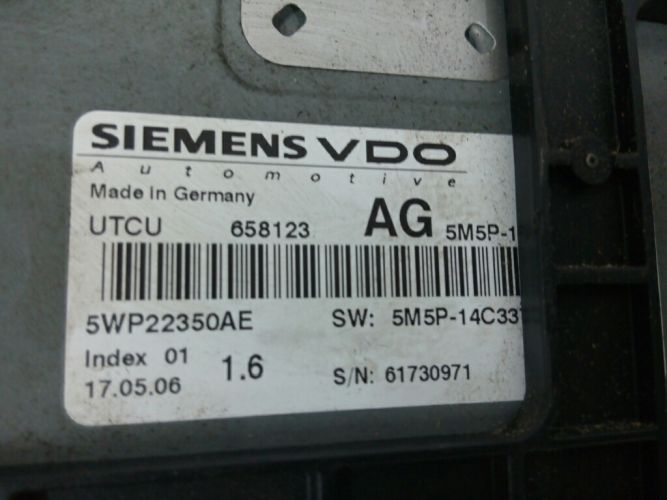 SIEMENS VDO
Automotive
Made in Germany
UTCU 658123 AG 5M5P-1
5WP22350AE SW: 5M5P-14C33
Index 01 1.6
17.05.06 S/N: 61730971